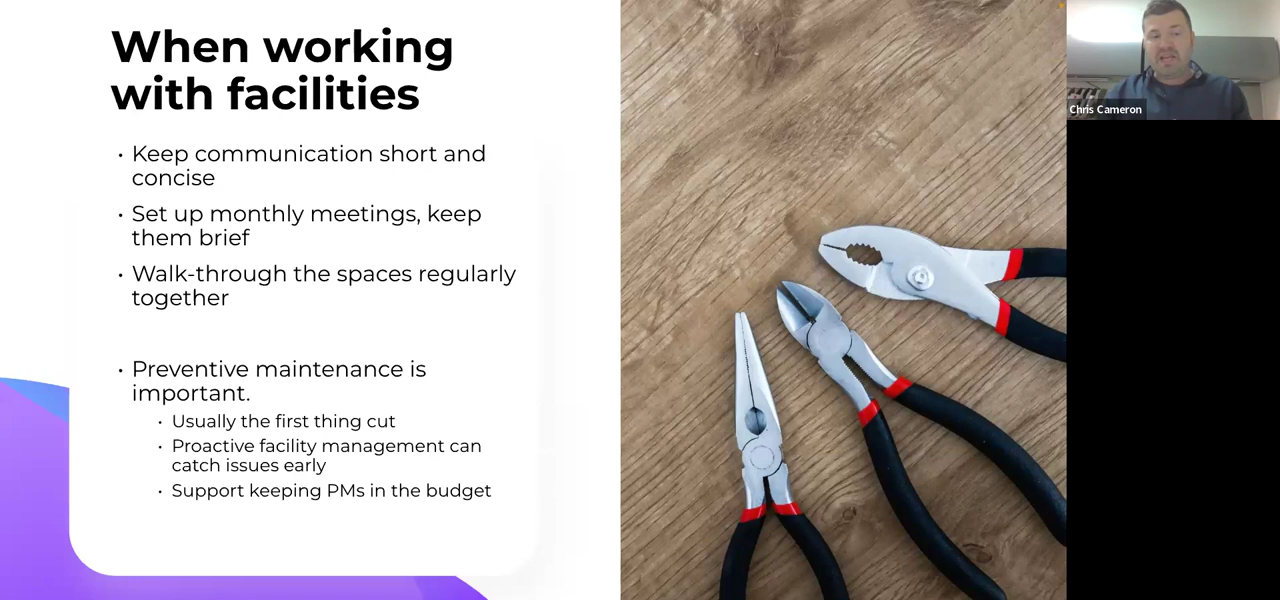 When working
with facilities
• Keep communication short and
concise
• Set up monthly meetings, keep
them brief
• Walk-through the spaces regularly
together
• Preventive maintenance is
important.
• Usually the first thing cut
• Proactive facility management can
catch issues early
• Support keeping PMs in the budget
Chris Cameron